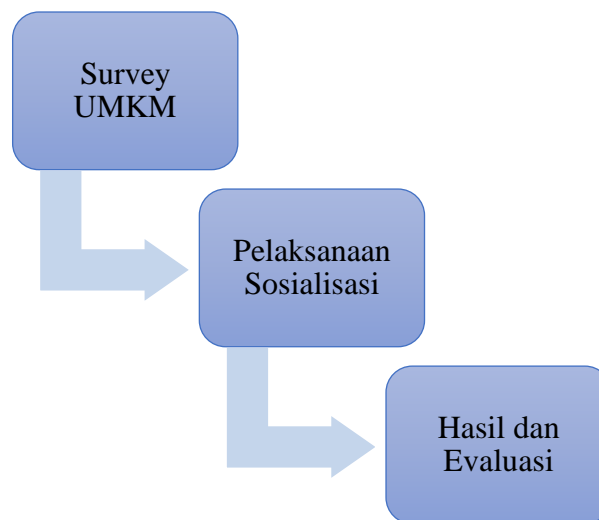 Survey
UMKM
Pelaksanaan
Sosialisasi
Hasil dan
Evaluasi